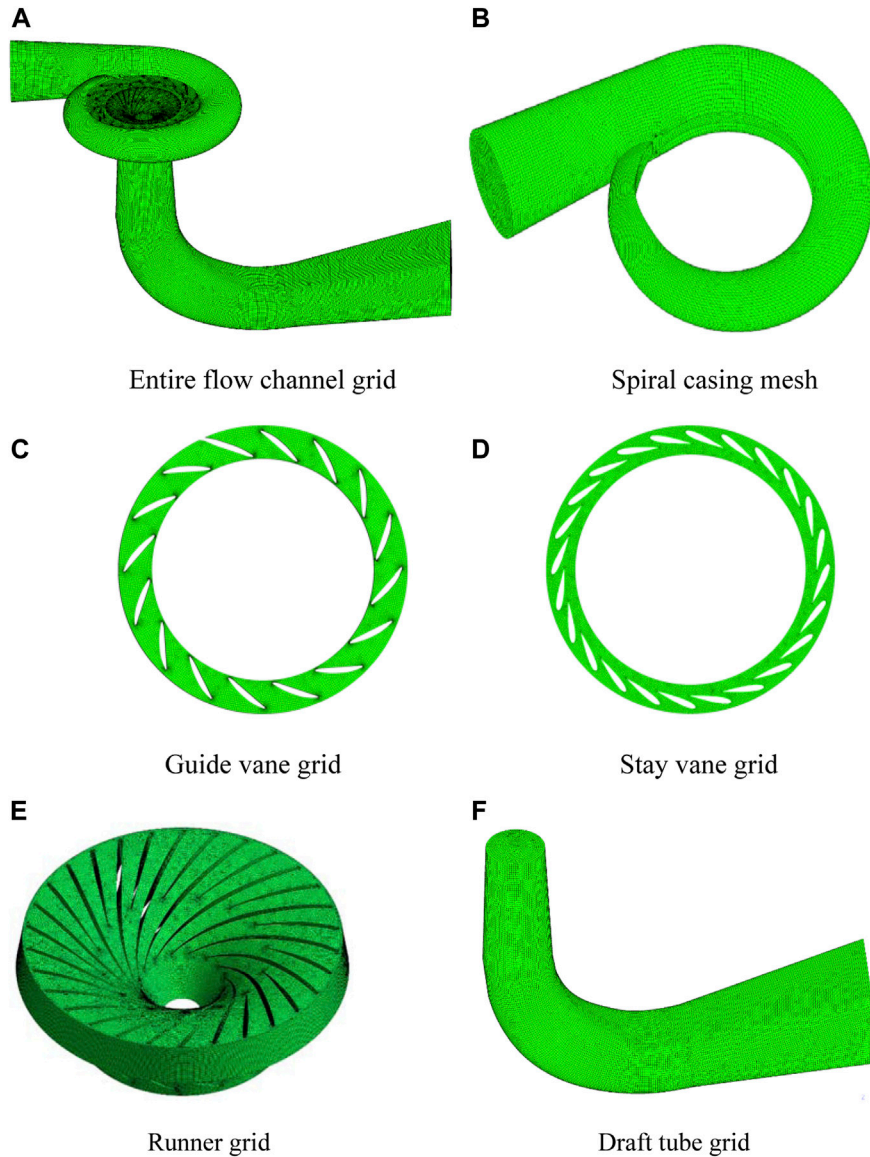 A
B
Entire flow channel grid
Spiral casing mesh
C
D
Guide vane grid
Stay vane grid
E
F
Runner grid
Draft tube grid